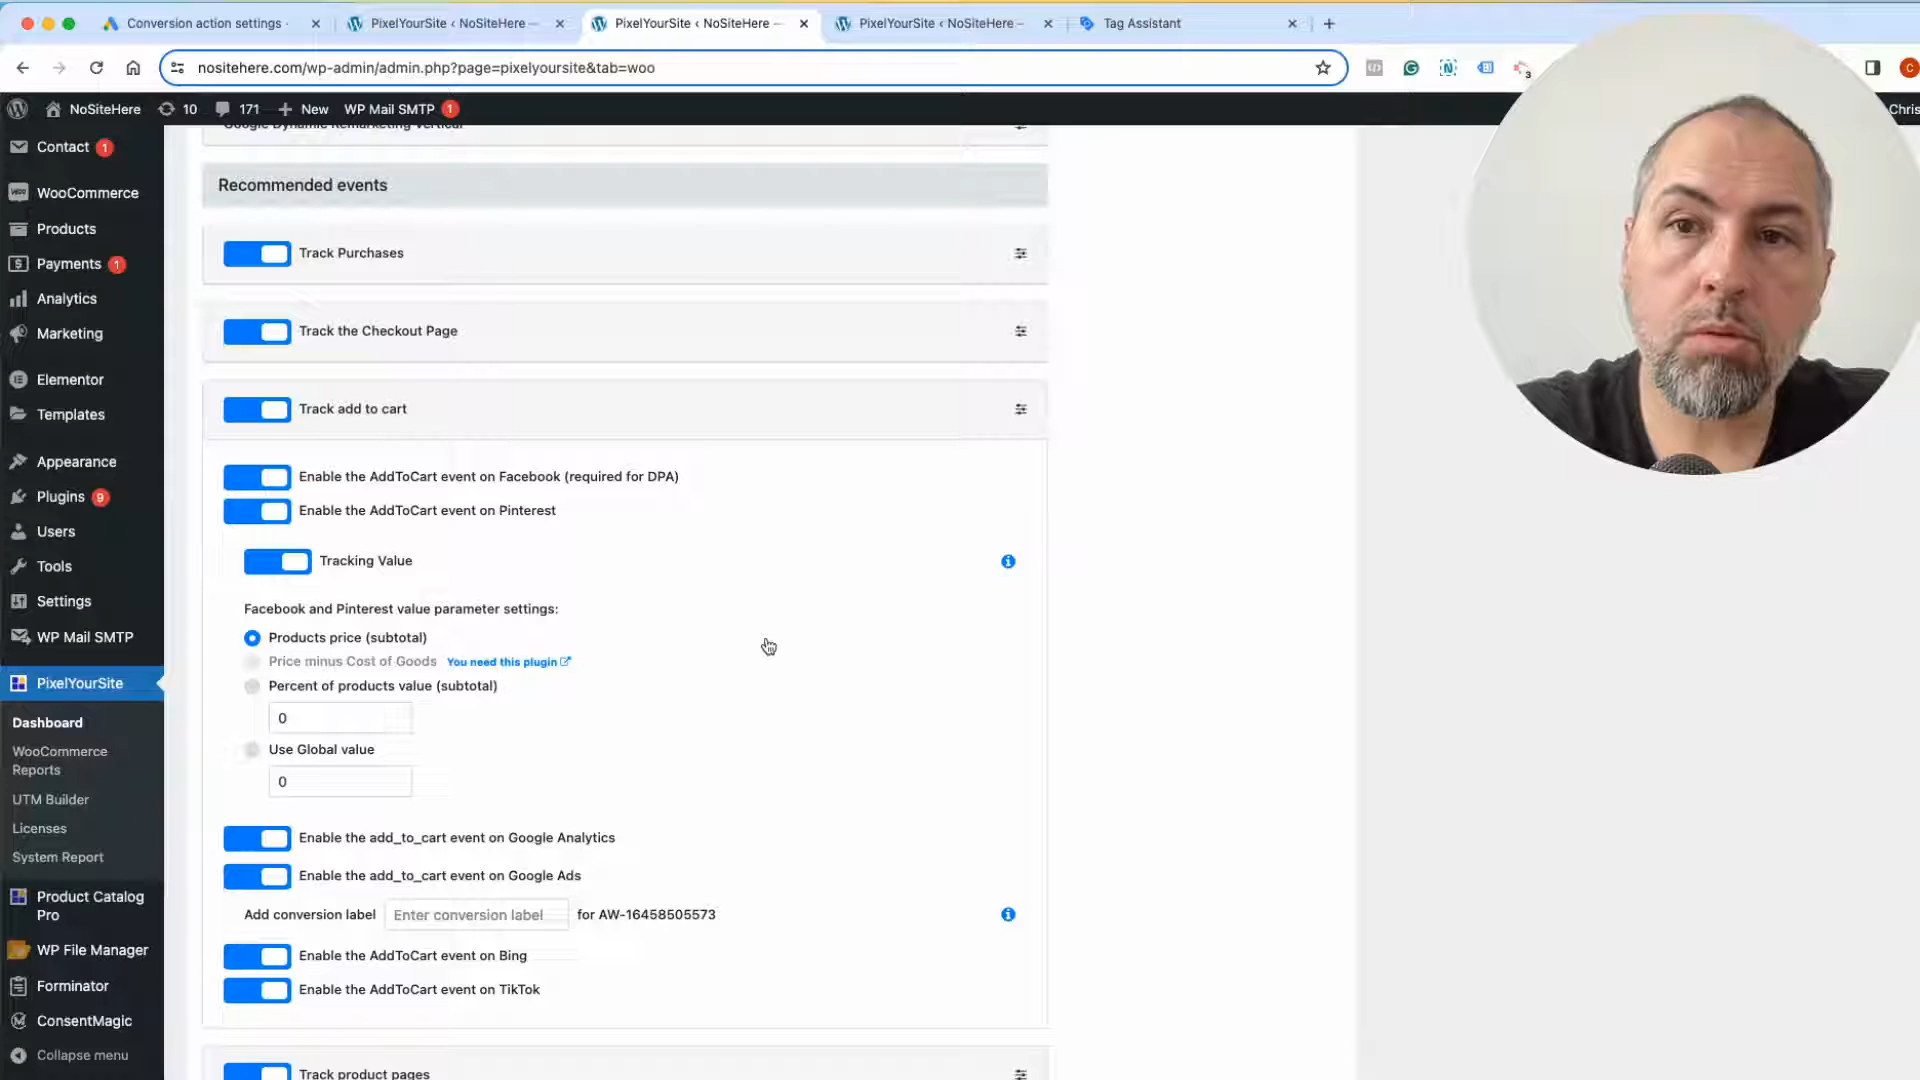 Conversion action settings
PixelYourSite ‹ NoSiteHere —
PixelYourSite ‹ NoSiteHere —
PixelYourSite ‹ NoSiteHere —
Tag Assistant
nositehere.com/wp-admin/admin.php?page=pixelyoursite&tab=woo
3
C
NoSiteHere
10
171
New
WP Mail SMTP 1
Chris
Contact 1
WooCommerce
Products
Payments 1
Analytics
Marketing
Elementor
Templates
Appearance
Plugins 9
Users
Tools
Settings
WP Mail SMTP
PixelYourSite
Dashboard
WooCommerce
Reports
UTM Builder
Licenses
System Report
Product Catalog
Pro
WP File Manager
Forminator
ConsentMagic
Collapse menu
Google Dynamic Remarketing Vertical
Recommended events
Track Purchases
Track the Checkout Page
Track add to cart
Enable the AddToCart event on Facebook (required for DPA)
Enable the AddToCart event on Pinterest
Tracking Value
Facebook and Pinterest value parameter settings:
Products price (subtotal)
Price minus Cost of Goods You need this plugin
Percent of products value (subtotal)
0
Use Global value
0
Enable the add_to_cart event on Google Analytics
Enable the add_to_cart event on Google Ads
Add conversion label Enter conversion label for AW-16458505573
Enable the AddToCart event on Bing
Enable the AddToCart event on TikTok
Track product pages